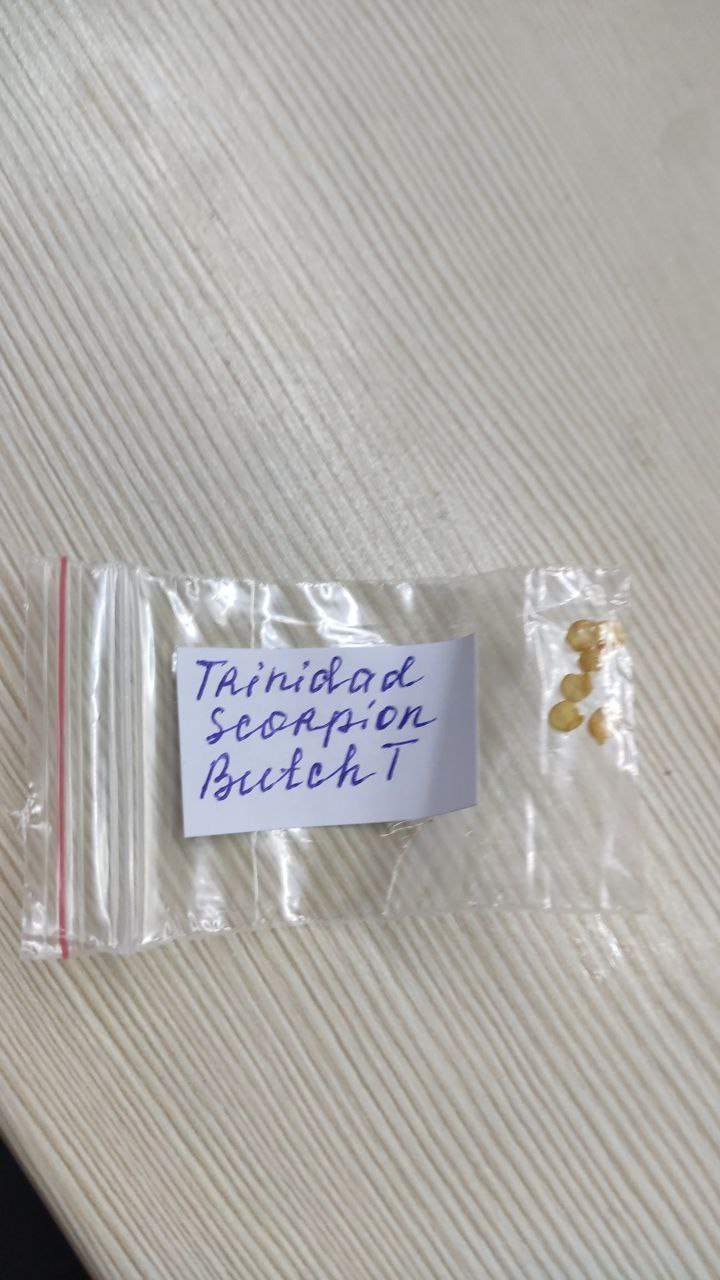 Trinidad
Scorpion
Butch T